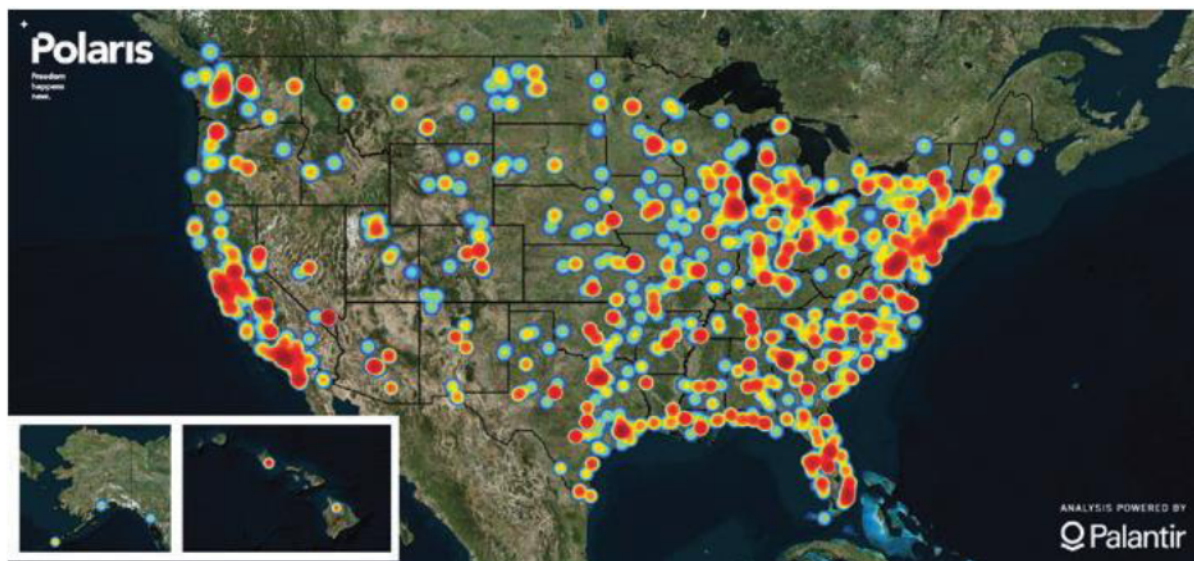 Polaris
Freedom
happens
now.
ANALYSIS POWERED BY
Palantir